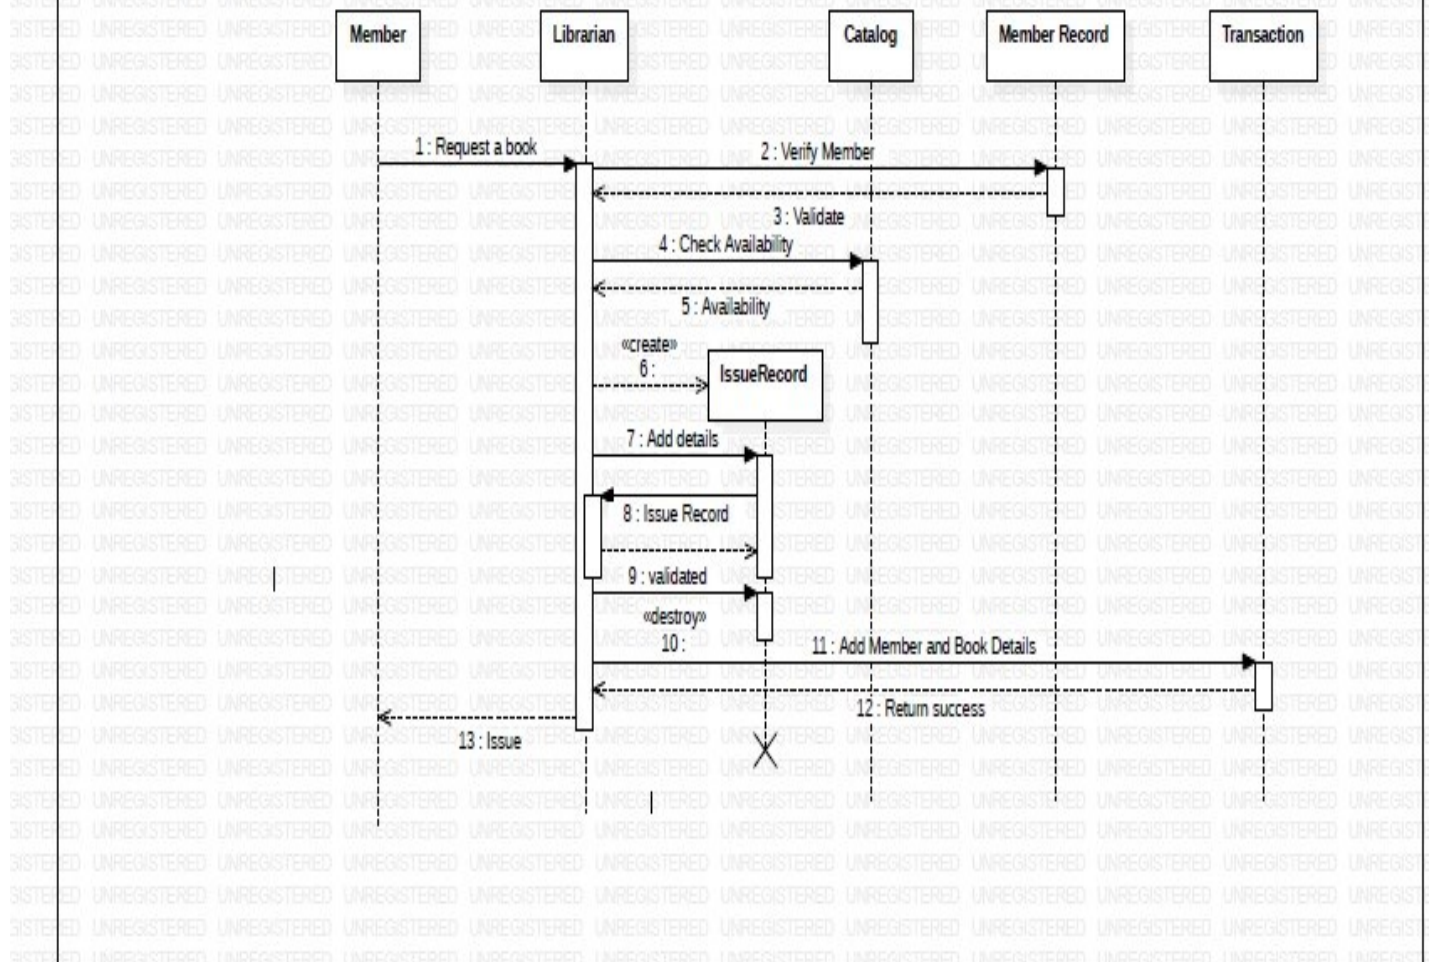 Member
Librarian
Catalog
Member Record
Transaction
1 : Request a book
2 : Verify Member
3 : Validate
4 : Check Availability
5 : Availability
«create»
6 :
IssueRecord
7 : Add details
8 : Issue Record
9 : validated
«destroy»
10 :
11 : Add Member and Book Details
12 : Return success
13 : Issue
UNREGISTERED